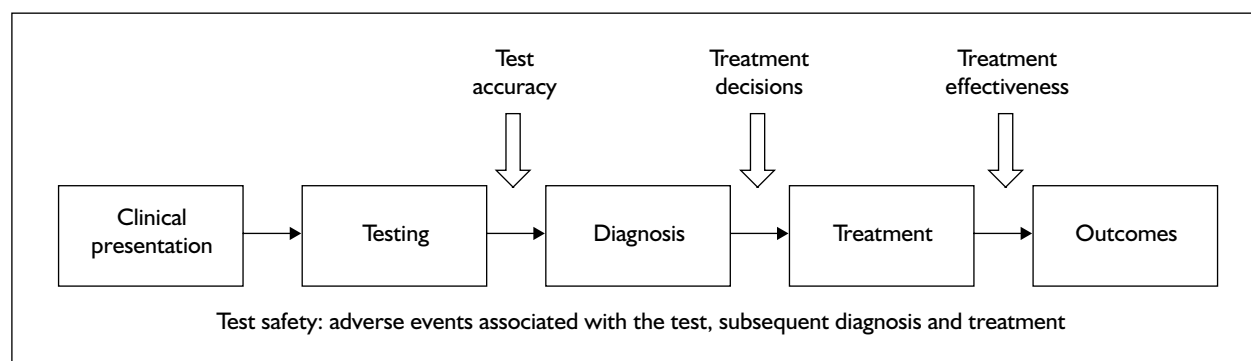 Test
accuracy
Treatment
decisions
Treatment
effectiveness
Clinical
presentation
Testing
Diagnosis
Treatment
Outcomes
Test safety: adverse events associated with the test, subsequent diagnosis and treatment